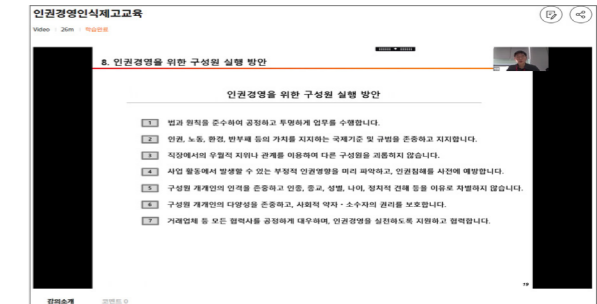 인권경영인식제고교육
Video · 26m · 학습완료
8. 인권경영을 위한 구성원 실행 방안
인권경영을 위한 구성원 실행 방안
1 법과 원칙을 준수하여 공정하고 투명하게 업무를 수행합니다.
2 인권, 노동, 환경, 반부패 등의 가치를 지지하는 국제기준 및 규범을 존중하고 지지합니다.
3 직장에서의 우월적 지위나 관계를 이용하여 다른 구성원을 괴롭히지 않습니다.
4 사업 활동에서 발생할 수 있는 부정적 인권영향을 미리 파악하고, 인권침해를 사전에 예방합니다.
5 구성원 개개인의 인격을 존중하고 인종, 종교, 성별, 나이, 정치적 견해 등을 이유로 차별하지 않습니다.
6 구성원 개개인의 다양성을 존중하고, 사회적 약자·소수자의 권리를 보호합니다.
7 거래업체 등 모든 협력사를 공정하게 대우하며, 인권경영을 실천하도록 지원하고 협력합니다.
19
강의소개 코멘트 0